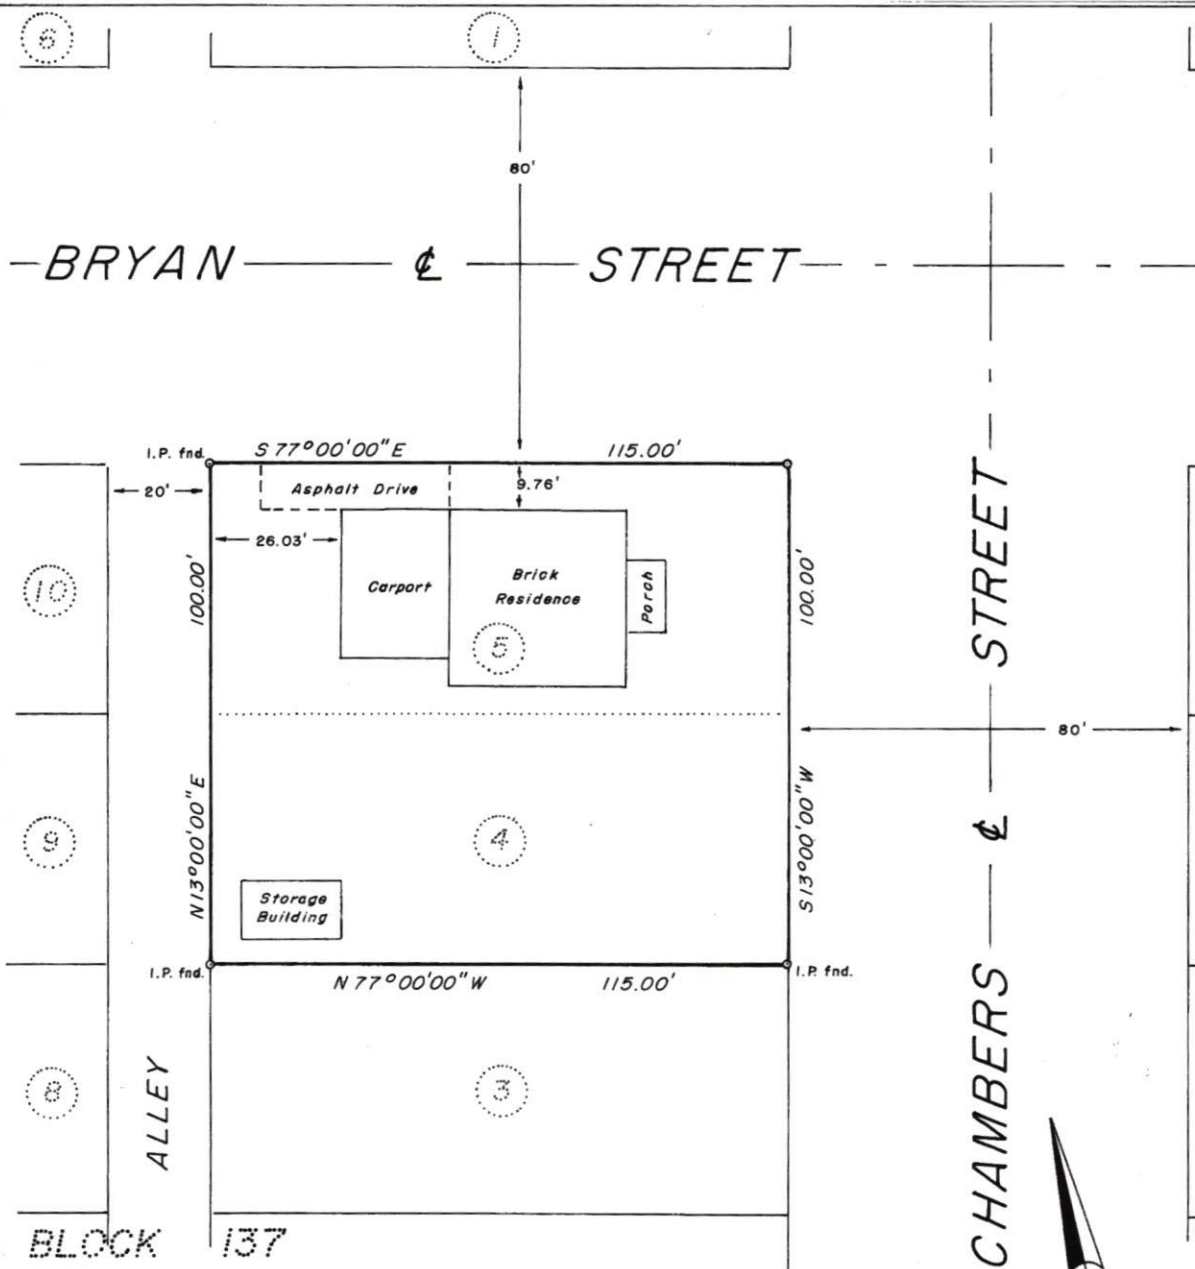 6
1
80'
BRYAN ℄ STREET
I.P. fnd.
S 77°00'00" E 115.00'
20'
Asphalt Drive
9.76'
26.03'
10
100.00'
Carport
Brick
Residence
Porch
5
100.00'
STREET
80'
N13°00'00"E
9
4
S13°00'00"W
℄
Storage
Building
I.P. fnd.
N 77°00'00" W 115.00'
I.P. fnd.
8
ALLEY
3
CHAMBERS
BLOCK 137